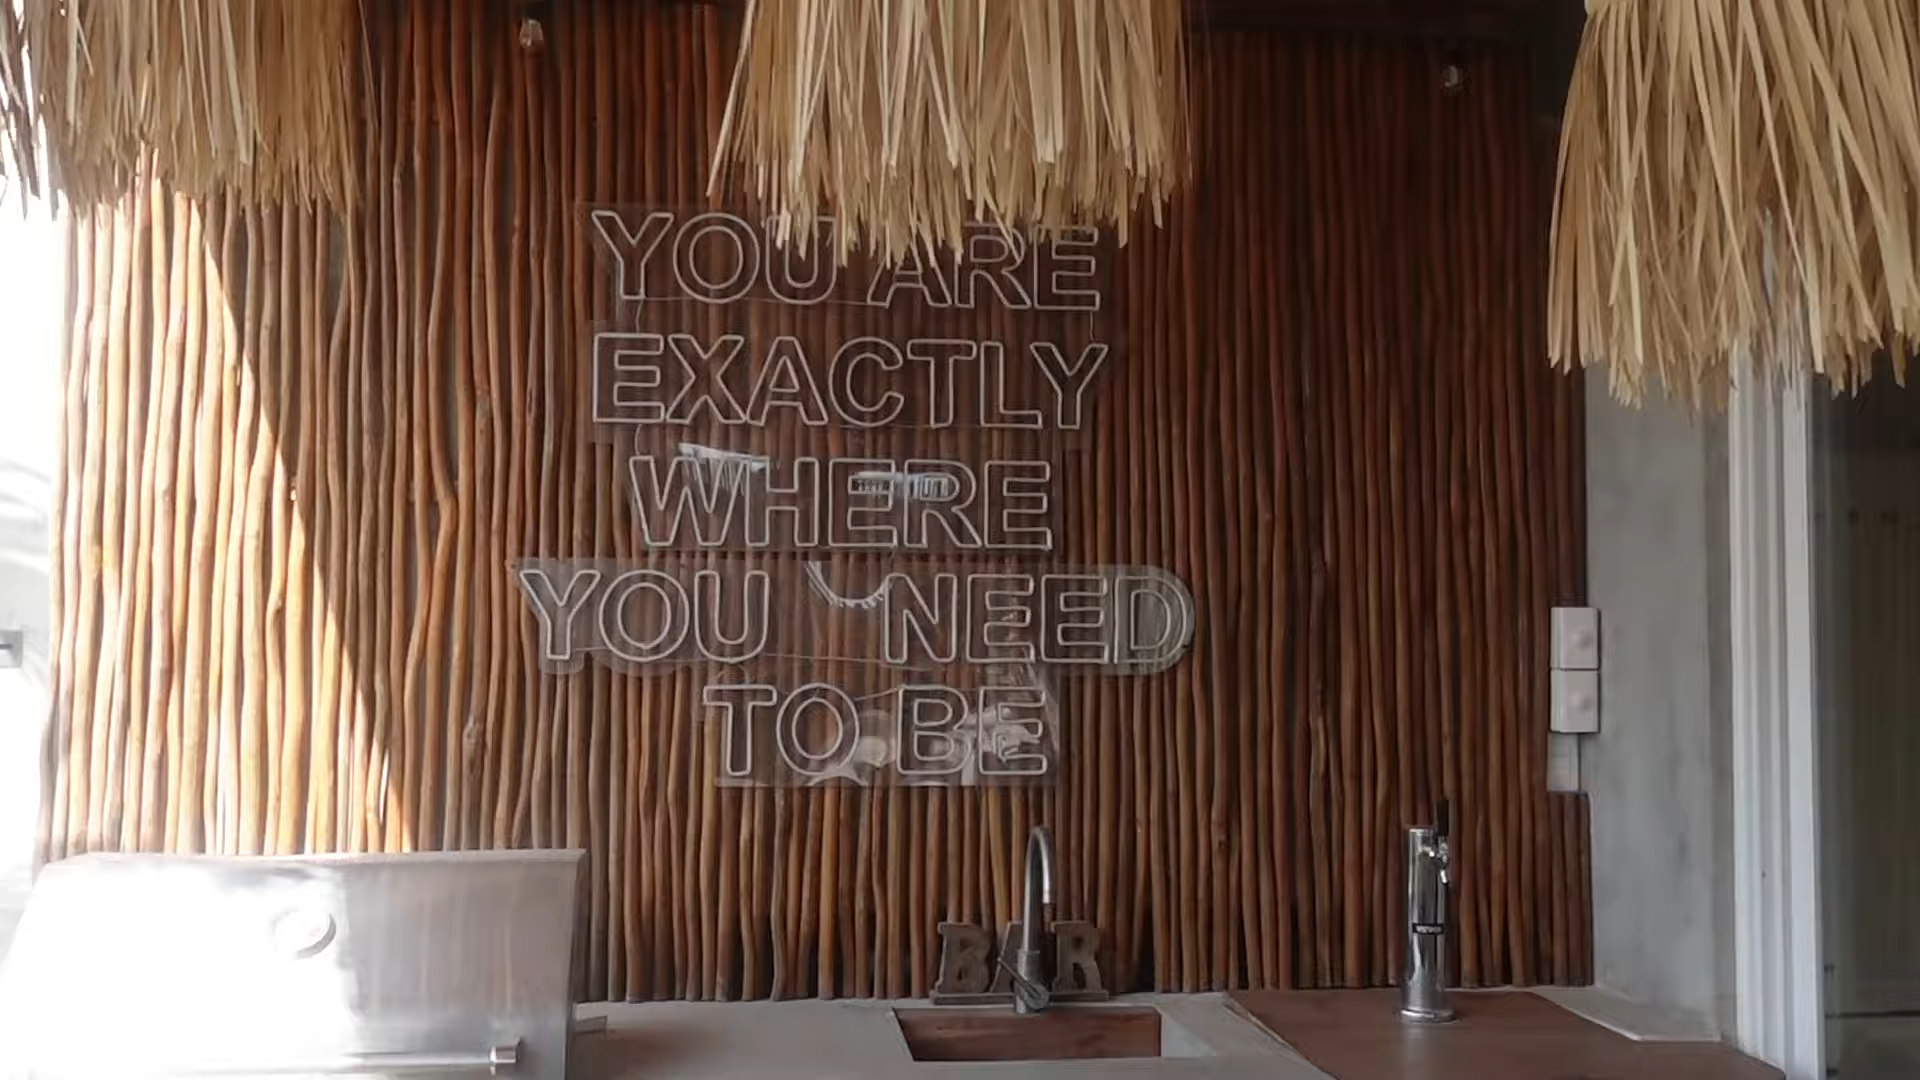 YOU ARE
EXACTLY
WHERE
YOU NEED
TO BE
BAR